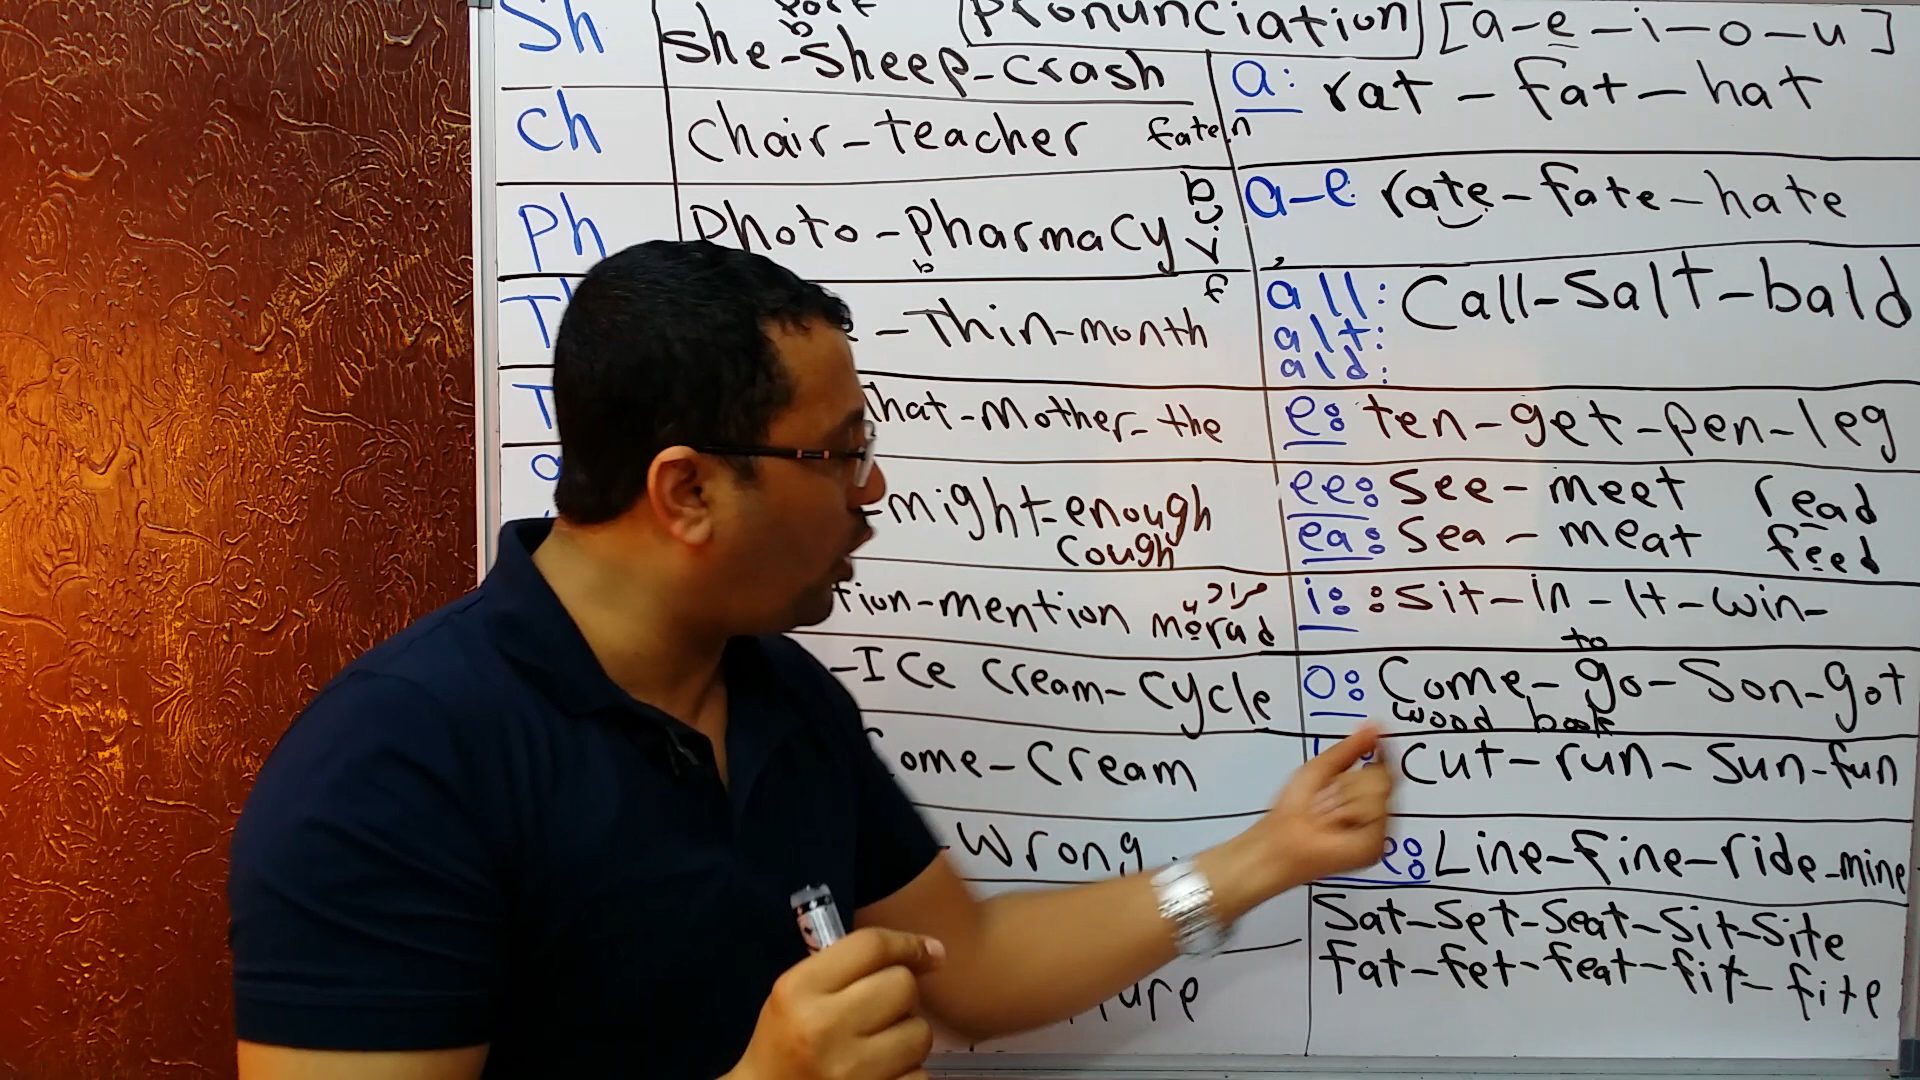 Pronunciation [a-e-i-o-u]
Sh she-sheep-crash
b
ch chair-teacher
faten
Ph Photo-Pharmacy
b
b
v
f
-Thin-month
that-Mother-the
-might-enough
cough
tion-mention
مراد
morad
-Ice cream-cycle
come-cream
-wrong
ture
a: rat-fat-hat
a-e: rate-fate-hate
all: Call-Salt-bald
alt:
ald:
e: ten-get-pen-leg
ee: see-meet read
ea: sea-meat feed
i: sit-in-It-win-
to
o: Come-go-Son-got
wood book
cut-run-sun-fun
e: Line-fine-ride-mine
Sat-Set-Seat-Sit-Site
fat-fet-feat-fit-fite